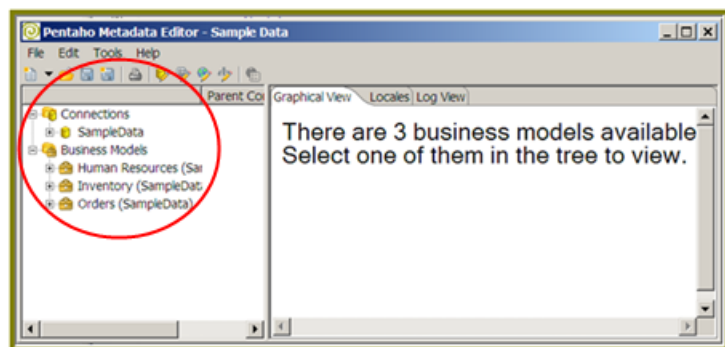 Pentaho Metadata Editor - Sample Data
File Edit Tools Help
Parent Co
Graphical View Locales Log View
Connections
SampleData
Business Models
Human Resources (Sa
Inventory (SampleDat
Orders (SampleData)
There are 3 business models available
Select one of them in the tree to view.